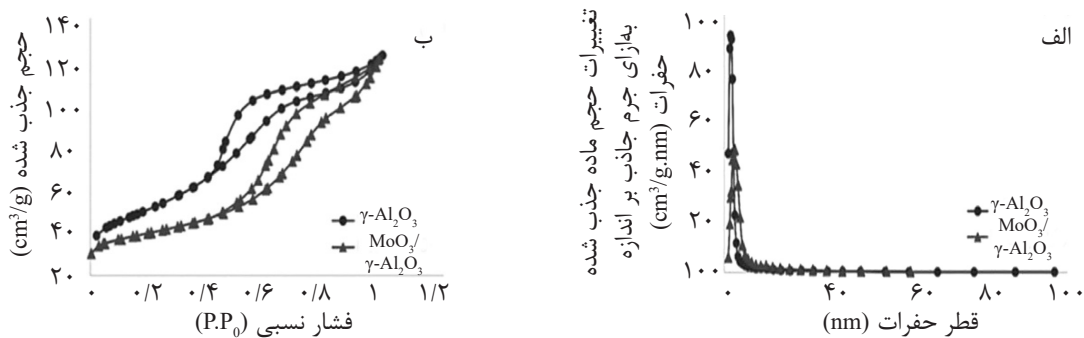 الف
تغییرات حجم ماده جذب شده
به‌ازای جرم جاذب بر اندازه
حفرات (cm³/g.nm)
۱۰۰
۸۰
۶۰
۴۰
۲۰
۱۰۰
γ-Al₂O₃
MoO₃/
γ-Al₂O₃
۰ ۴۰ ۶۰ ۸۰ ۱۰۰
قطر حفرات (nm)
ب
حجم جذب شده (cm³/g)
۱۴۰
۱۲۰
۱۰۰
۸۰
۶۰
۴۰
۲۰
γ-Al₂O₃
MoO₃/
γ-Al₂O₃
۰ ۰/۲ ۰/۴ ۰/۶ ۰/۸ ۱ ۱/۲
فشار نسبی (P.P₀)